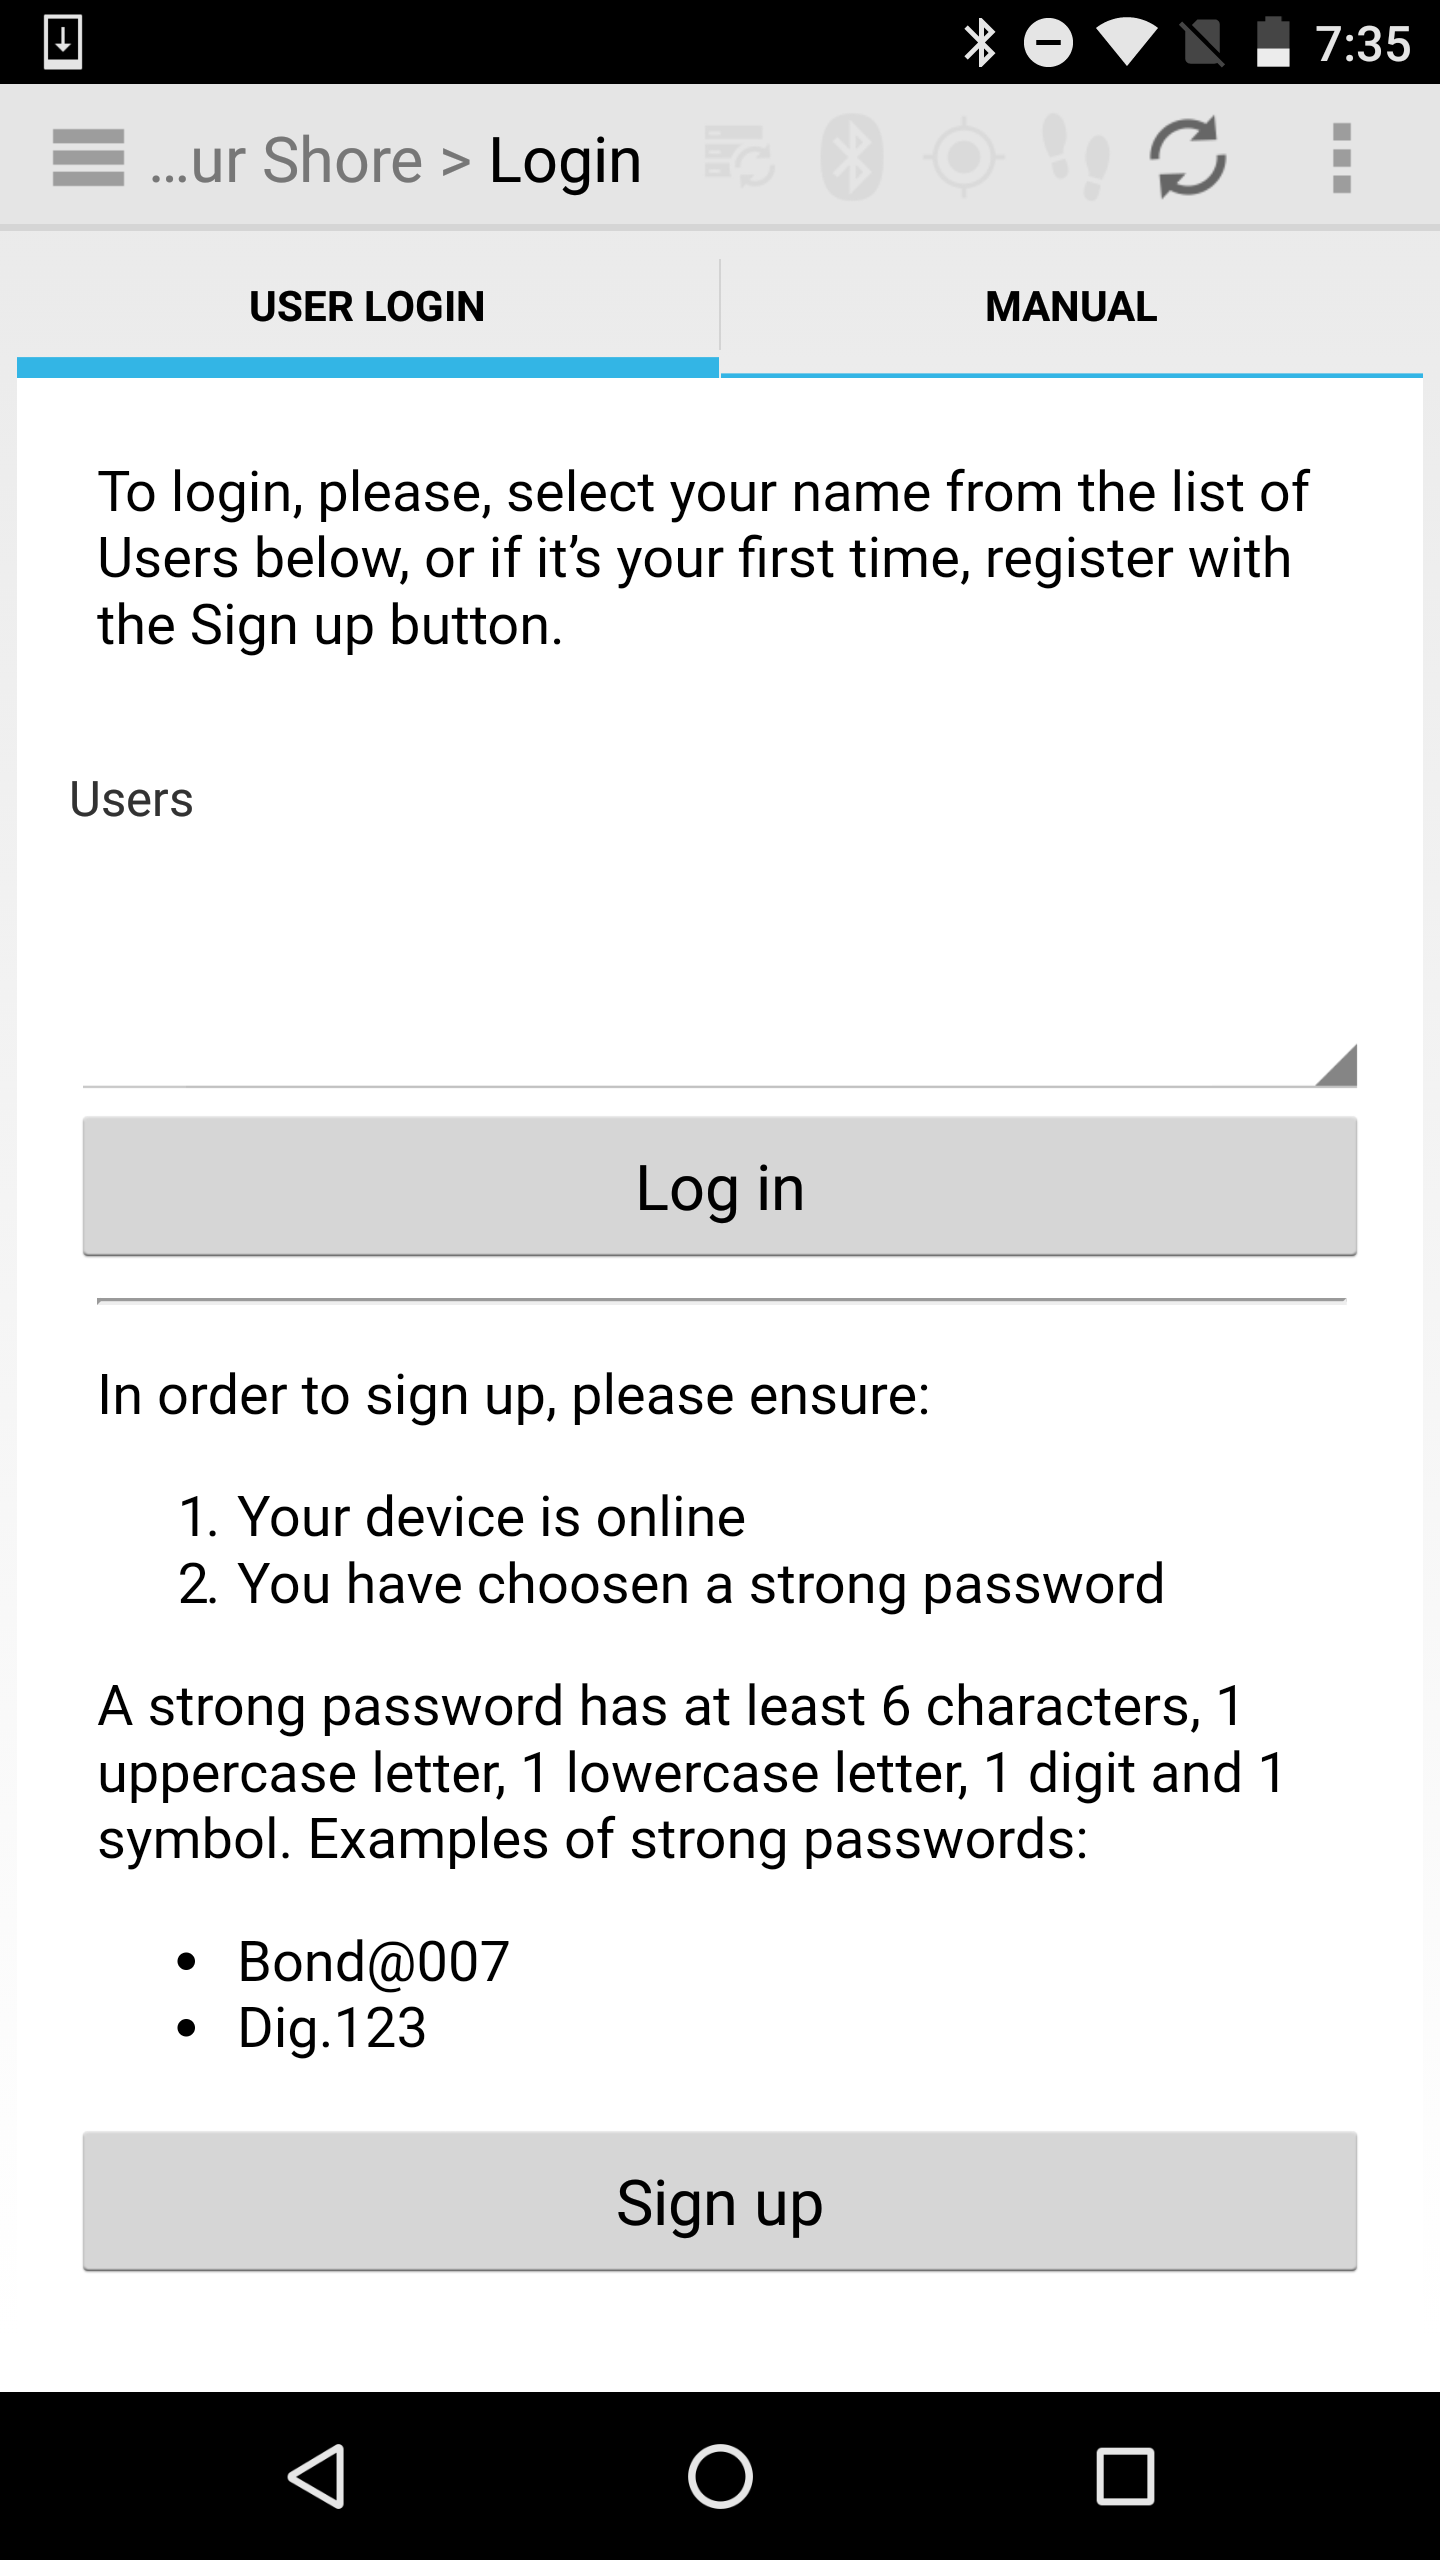 7:35
...ur Shore > Login
USER LOGIN
MANUAL
To login, please, select your name from the list of
Users below, or if it’s your first time, register with
the Sign up button.
Users
Log in
In order to sign up, please ensure:
1. Your device is online
2. You have choosen a strong password
A strong password has at least 6 characters, 1
uppercase letter, 1 lowercase letter, 1 digit and 1
symbol. Examples of strong passwords:
• Bond@007
• Dig.123
Sign up